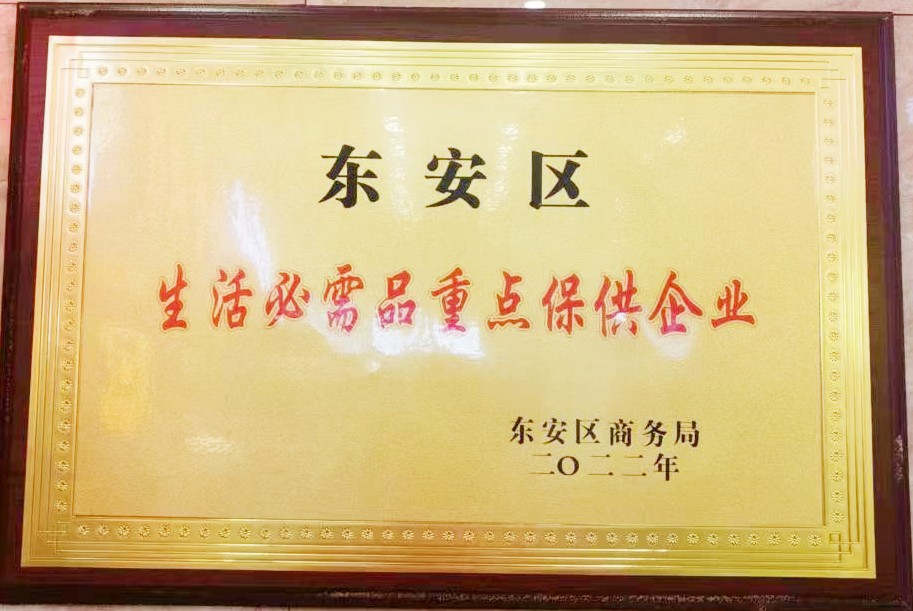 东安区
生活必需品重点保供企业
东安区商务局
二〇二二年